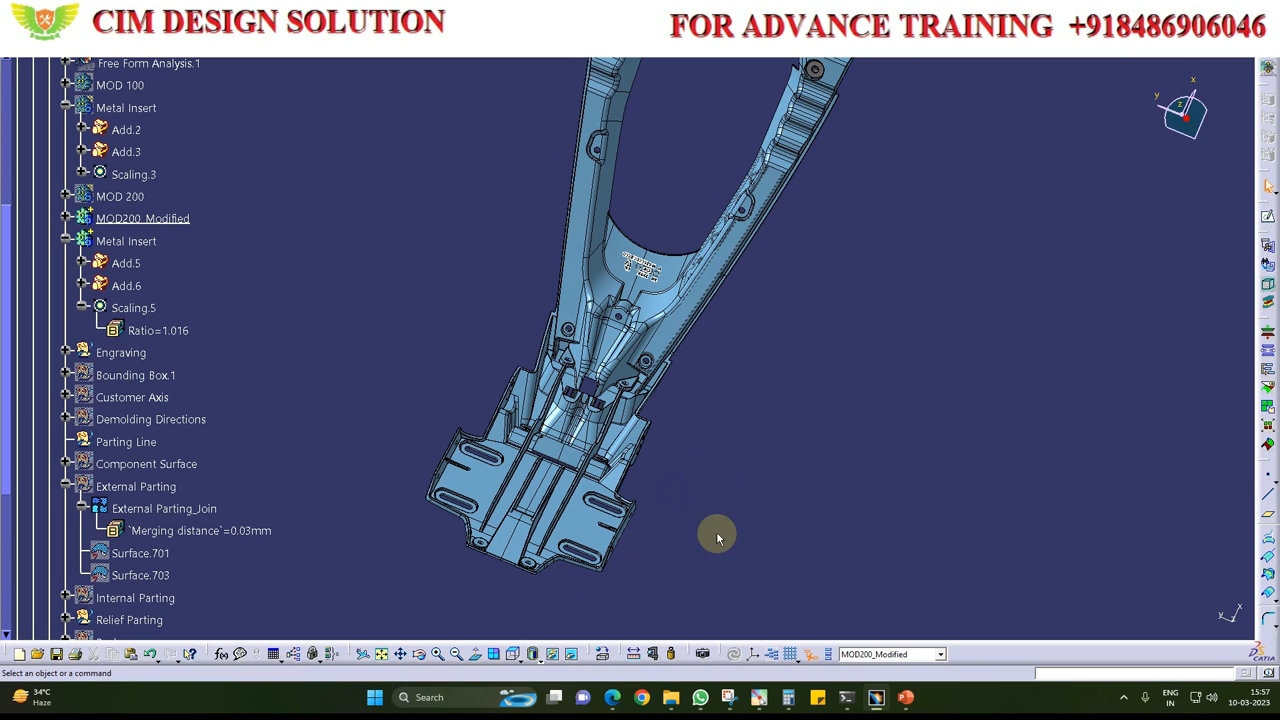 CIM DESIGN SOLUTION
FOR ADVANCE TRAINING +918486906046
Free Form Analysis.1
MOD 100
Metal Insert
Add.2
Add.3
Scaling.3
MOD 200
MOD200_Modified
Metal Insert
Add.5
Add.6
Scaling.5
Ratio=1.016
Engraving
Bounding Box.1
Customer Axis
Demolding Directions
Parting Line
Component Surface
External Parting
External Parting_Join
`Merging distance`=0.03mm
Surface.701
Surface.703
Internal Parting
Relief Parting
x
y
z
x
y
MOD200_Modified
CATIA
Select an object or a command
34°C
Haze
Search
ENG
IN
15:57
10-03-2023